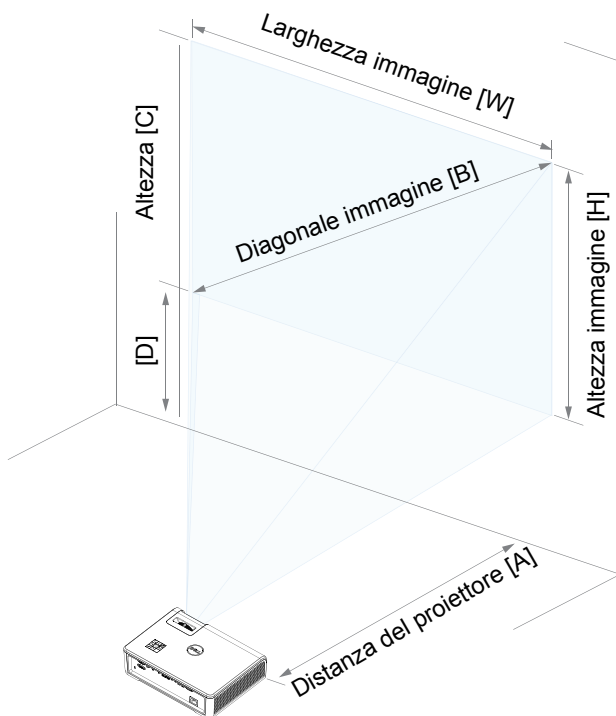 Larghezza immagine [W]
Altezza [C]
Diagonale immagine [B]
Altezza immagine [H]
[D]
Distanza del proiettore [A]